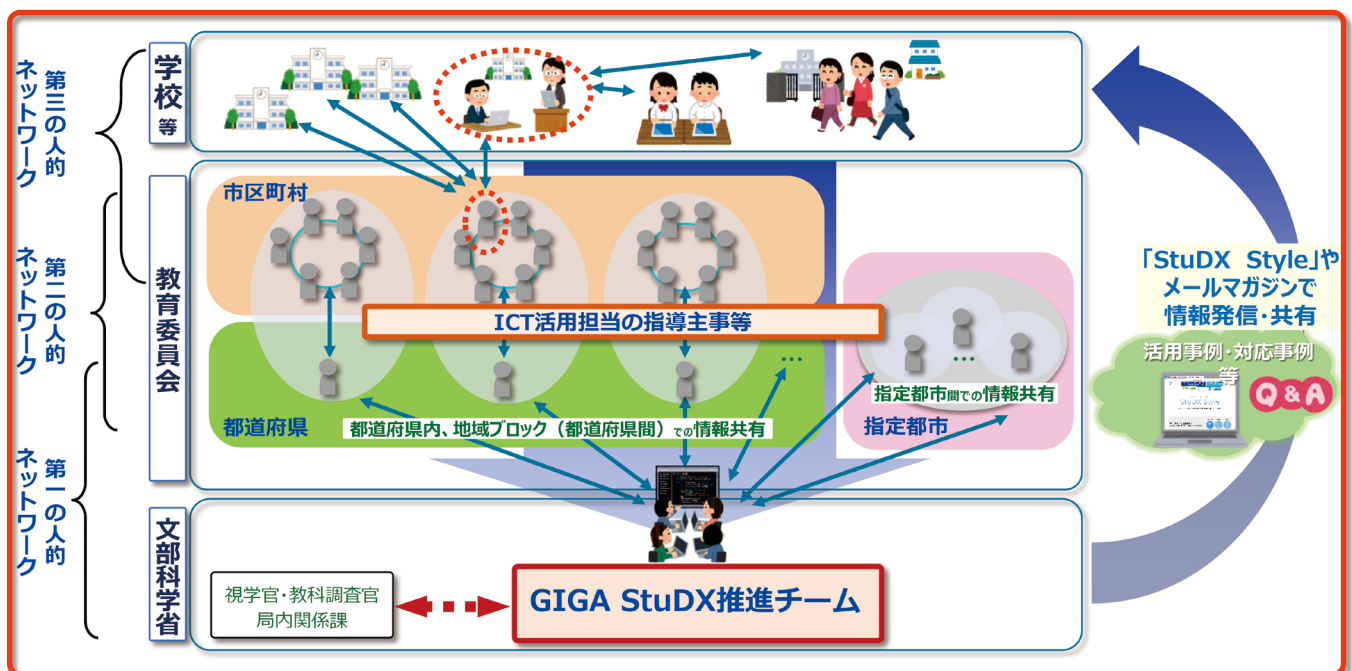 第三の人的
ネットワーク
第二の人的
ネットワーク
第一の人的
ネットワーク
学校等
教育委員会
文部科学省
市区町村
ICT活用担当の指導主事等
…
都道府県
都道府県内、地域ブロック（都道府県間）での情報共有
…
指定都市間での情報共有
指定都市
視学官・教科調査官
局内関係課
GIGA StuDX推進チーム
「StuDX Style」や
メールマガジンで
情報発信・共有
活用事例・対応事例
等
StuDX Style
Q&A